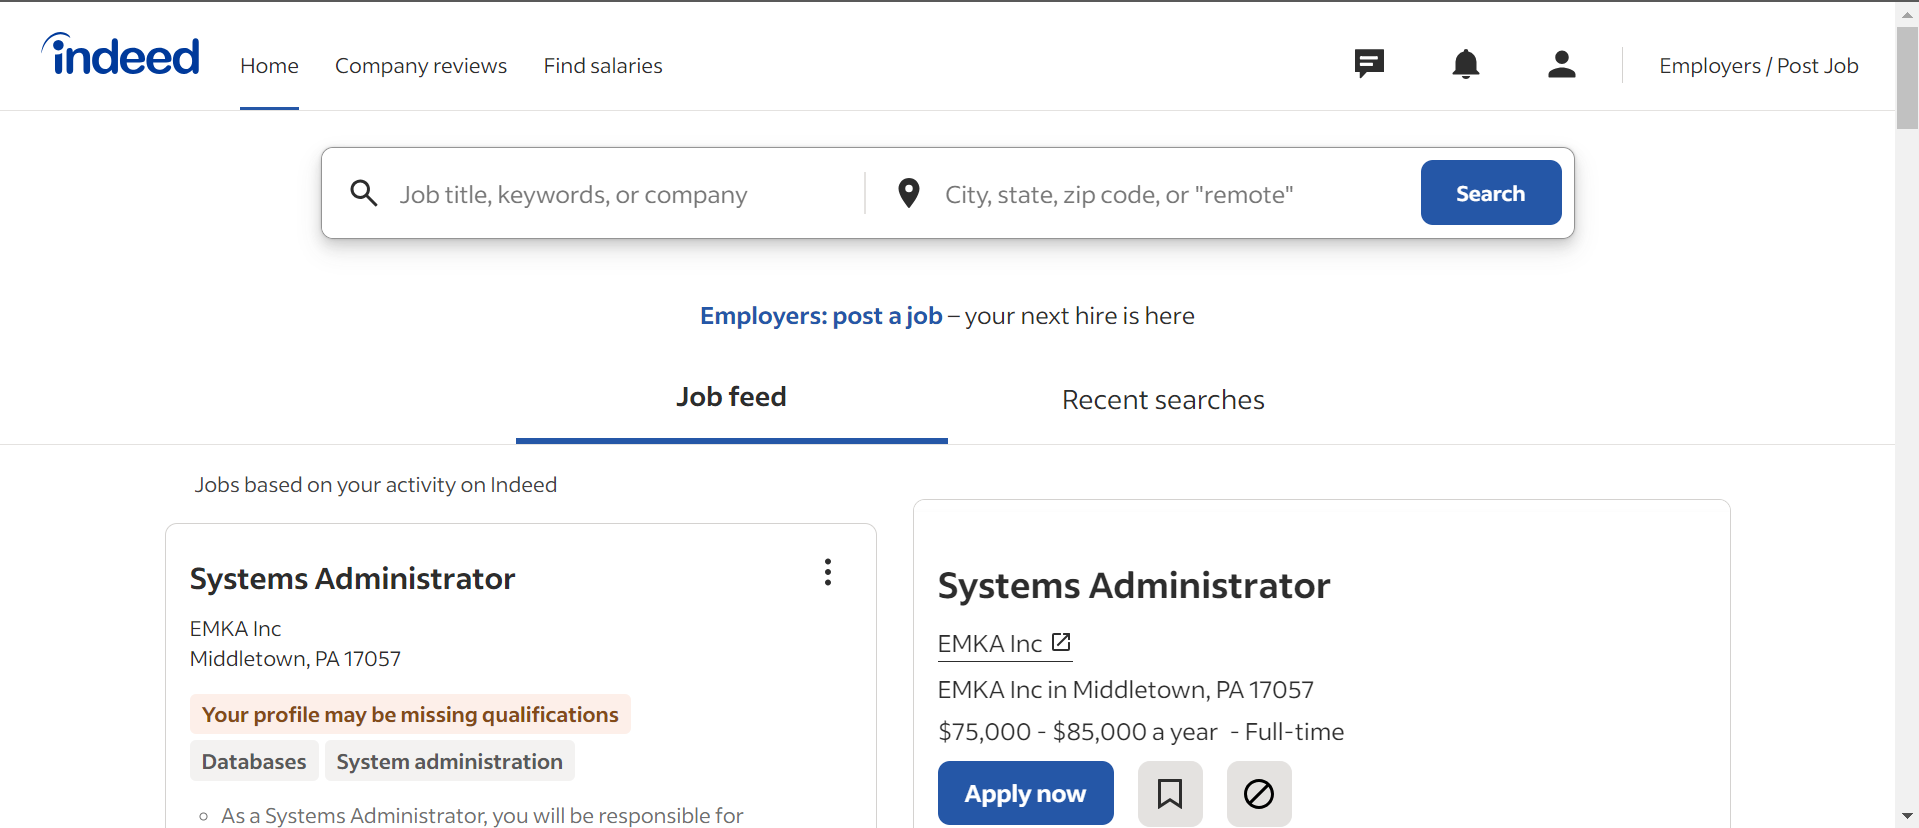 indeed
Home
Company reviews
Find salaries
Employers / Post Job
Job title, keywords, or company
City, state, zip code, or "remote"
Search
Employers: post a job – your next hire is here
Job feed
Recent searches
Jobs based on your activity on Indeed
Systems Administrator
EMKA Inc
Middletown, PA 17057
Your profile may be missing qualifications
Databases
System administration
As a Systems Administrator, you will be responsible for
Systems Administrator
EMKA Inc
EMKA Inc in Middletown, PA 17057
$75,000 - $85,000 a year - Full-time
Apply now